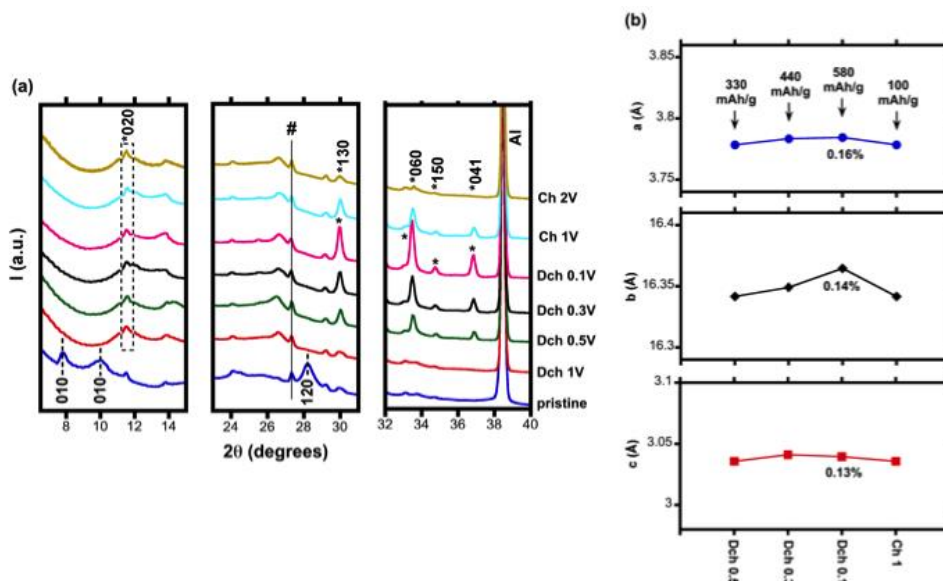 (a)
*020
010
010
8
10
12
14
I (a.u.)
#
*130
*
120
23
26
28
30
2θ (degrees)
*060
*150
*041
*
*
*
Al
32
34
36
38
40
Ch 2V
Ch 1V
Dch 0.1V
Dch 0.3V
Dch 0.5V
Dch 1V
pristine
(b)
3.85
3.8
3.75
a (Å)
330
mAh/g
440
mAh/g
580
mAh/g
100
mAh/g
0.16%
16.4
16.35
16.3
b (Å)
0.14%
3.1
3.05
3
c (Å)
0.13%
Ch 1